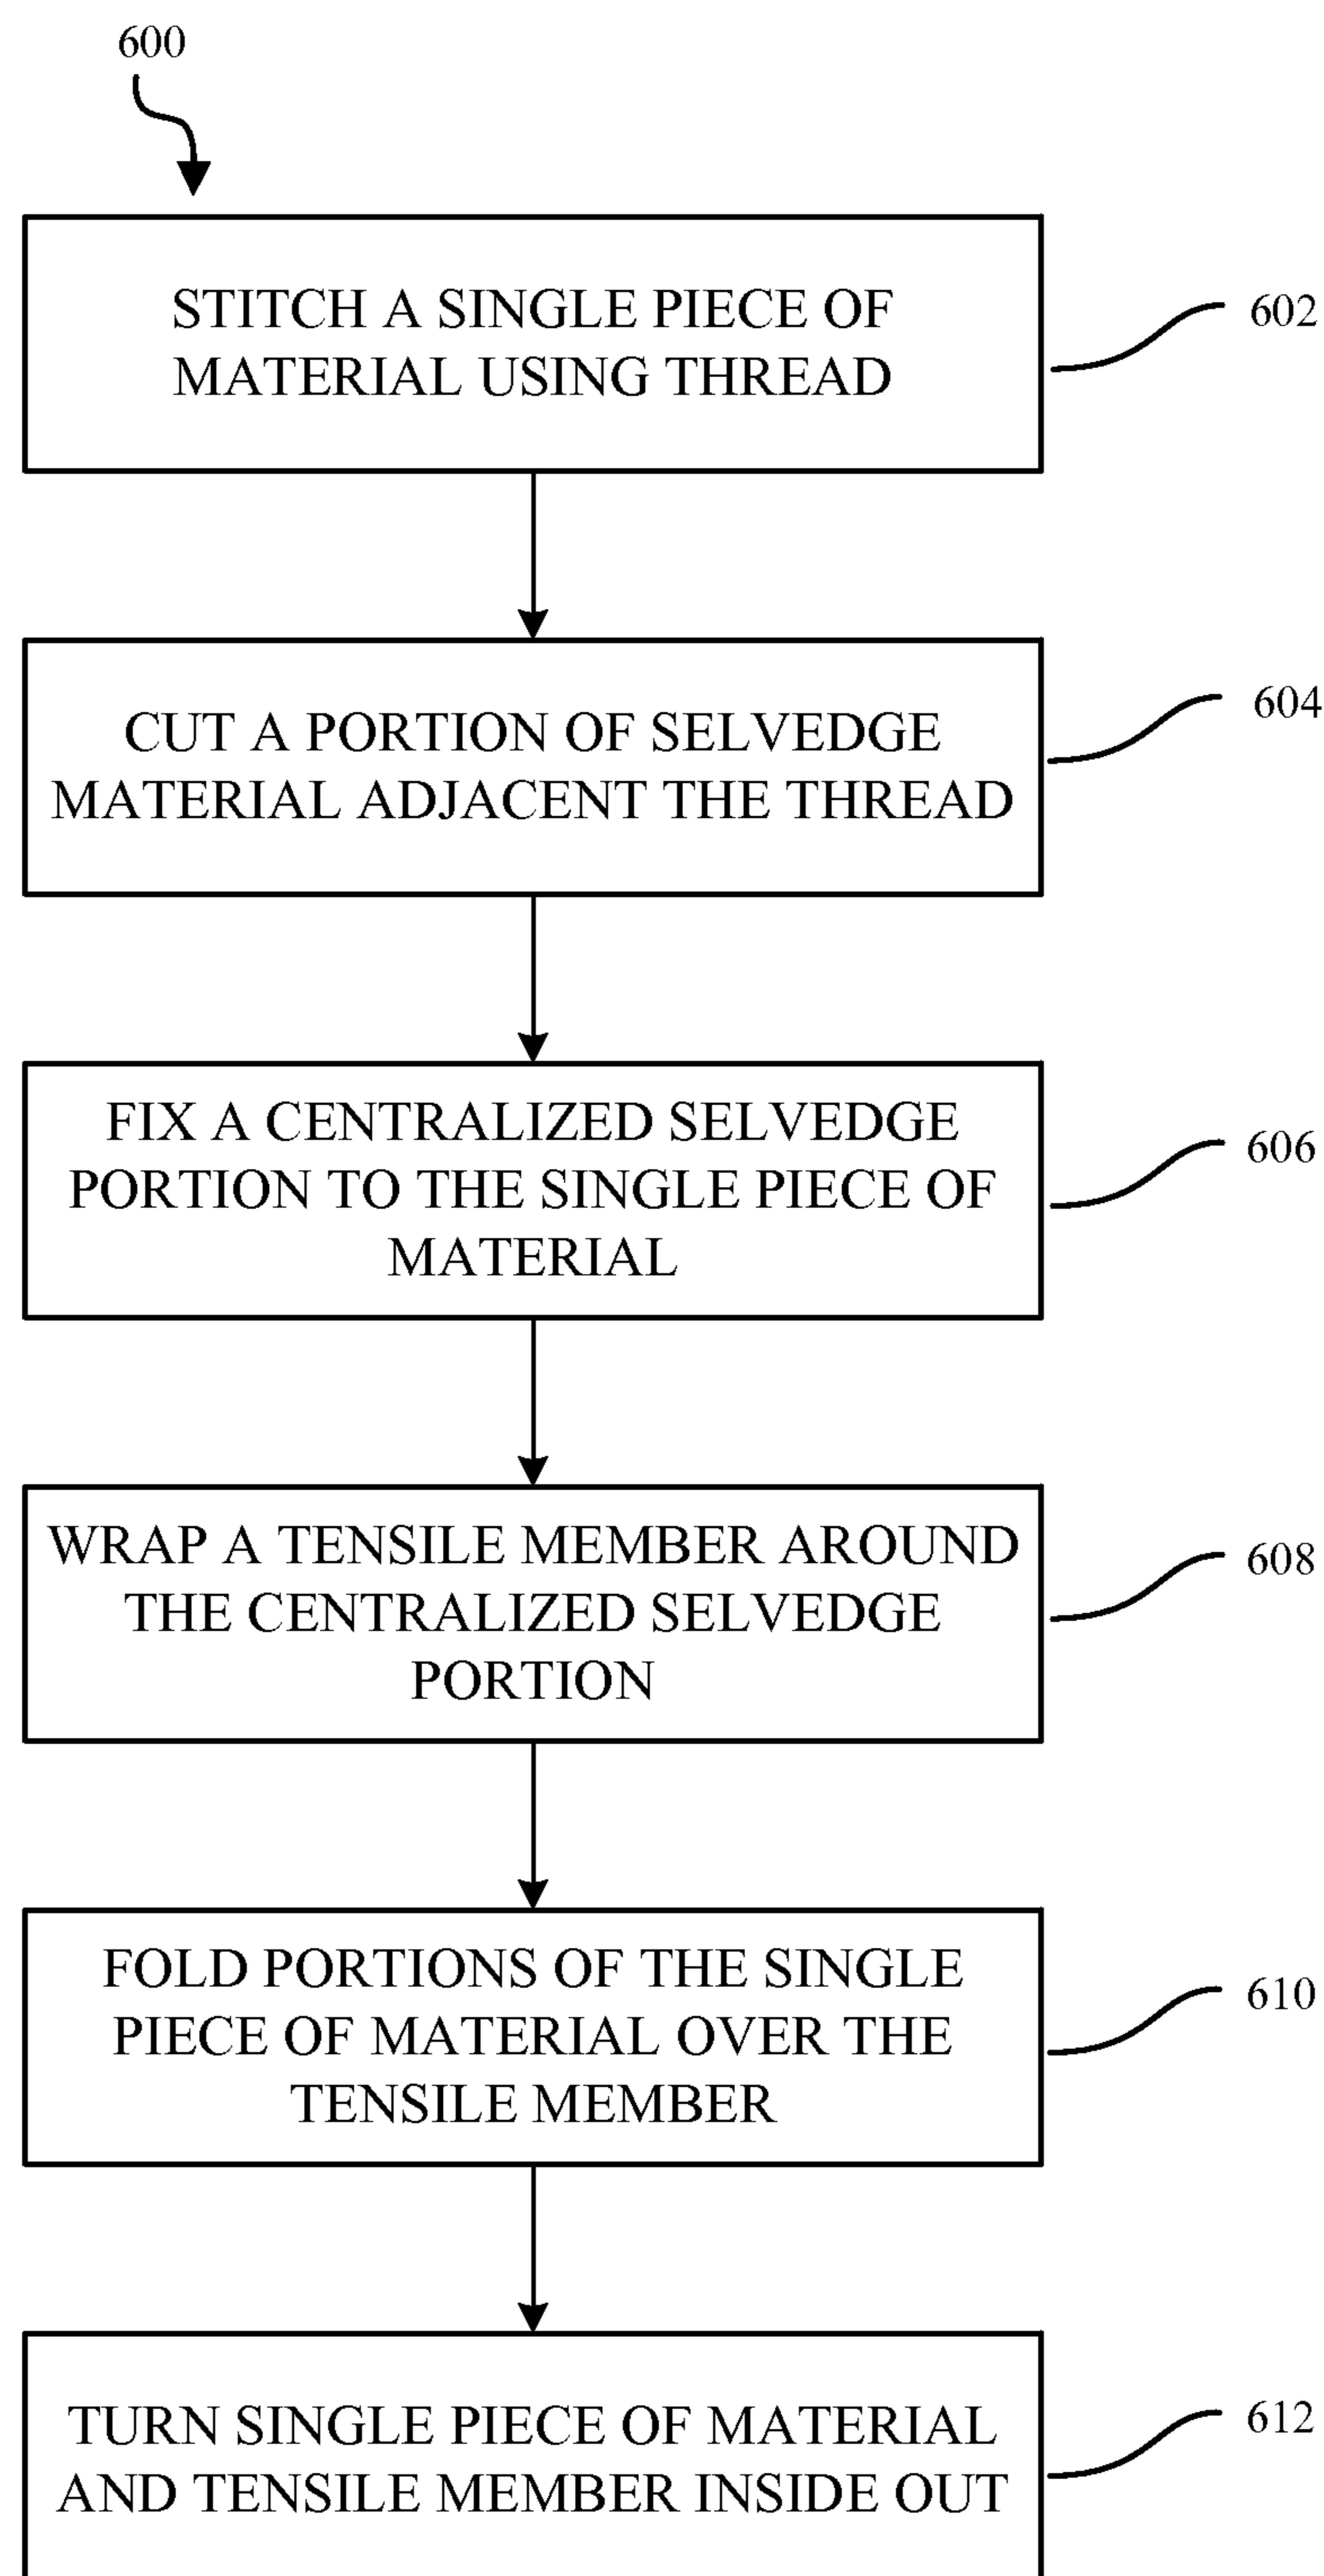 600
STITCH A SINGLE PIECE OF
MATERIAL USING THREAD
602
CUT A PORTION OF SELVEDGE
MATERIAL ADJACENT THE THREAD
604
FIX A CENTRALIZED SELVEDGE
PORTION TO THE SINGLE PIECE OF
MATERIAL
606
WRAP A TENSILE MEMBER AROUND
THE CENTRALIZED SELVEDGE
PORTION
608
FOLD PORTIONS OF THE SINGLE
PIECE OF MATERIAL OVER THE
TENSILE MEMBER
610
TURN SINGLE PIECE OF MATERIAL
AND TENSILE MEMBER INSIDE OUT
612